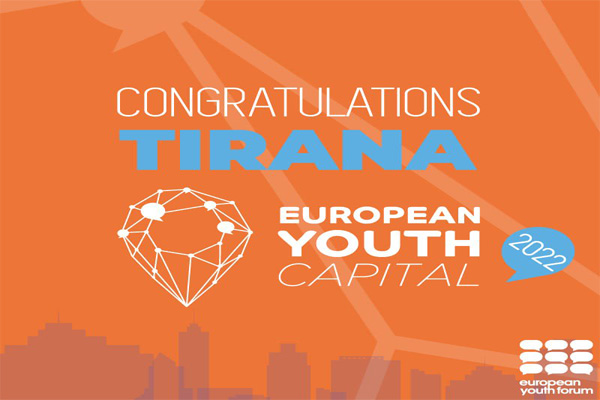 CONGRATULATIONS
TIRANA
EUROPEAN
YOUTH
CAPITAL
2022
european
youth forum